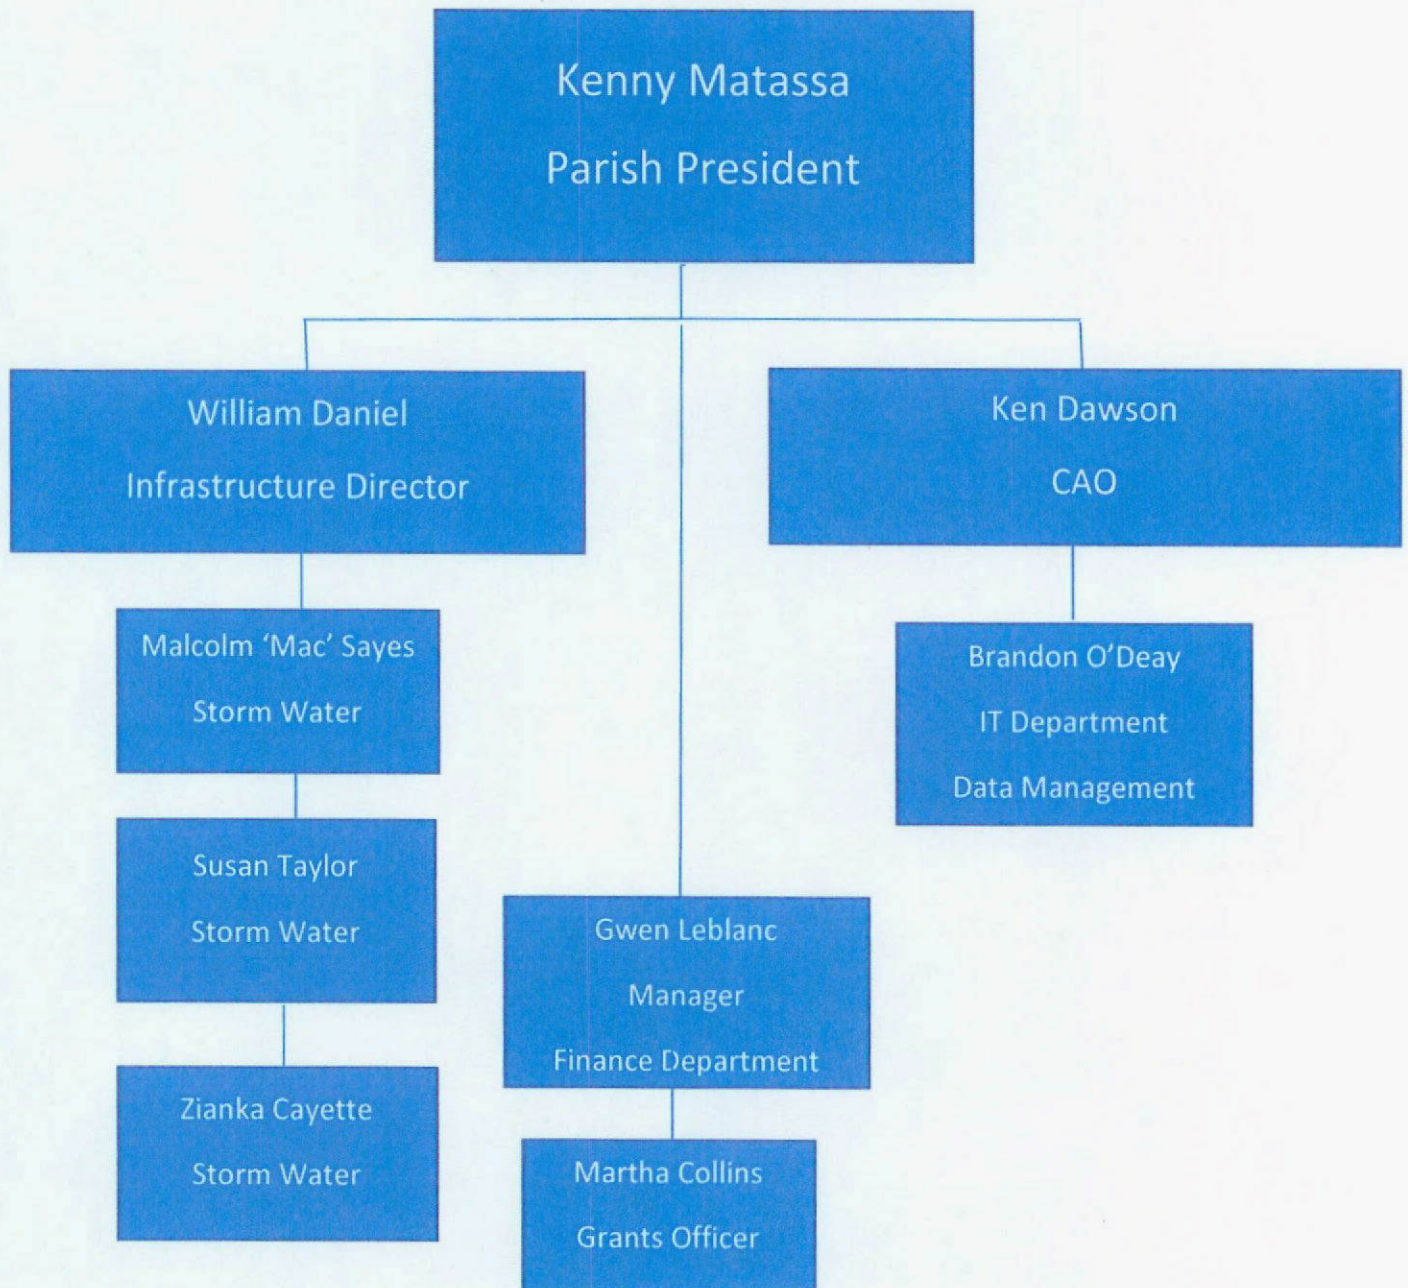 Kenny Matassa
Parish President
William Daniel
Infrastructure Director
Ken Dawson
CAO
Malcolm ‘Mac’ Sayes
Storm Water
Brandon O’Deay
IT Department
Data Management
Susan Taylor
Storm Water
Gwen Leblanc
Manager
Finance Department
Zianka Cayette
Storm Water
Martha Collins
Grants Officer